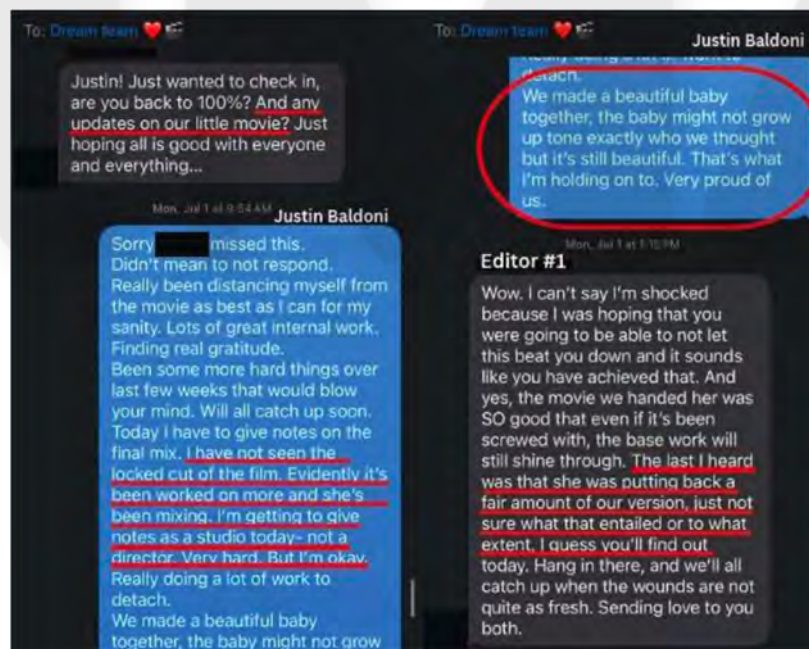 To: Dream team ❤️🎬
Justin! Just wanted to check in,
are you back to 100%? And any
updates on our little movie? Just
hoping all is good with everyone
and everything...
Mon, Jul 1 at 9:54 AM
Justin Baldoni
Sorry missed this.
Didn't mean to not respond.
Really been distancing myself from
the movie as best as I can for my
sanity. Lots of great internal work.
Finding real gratitude.
Been some more hard things over
last few weeks that would blow
your mind. Will all catch up soon.
Today I have to give notes on the
final mix. I have not seen the
locked cut of the film. Evidently it's
been worked on more and she's
been mixing. I'm getting to give
notes as a studio today- not a
director. Very hard. But I'm okay.
Really doing a lot of work to
detach.
We made a beautiful baby
together, the baby might not grow
To: Dream team ❤️🎬
Justin Baldoni
Really doing a lot of work to
detach.
We made a beautiful baby
together, the baby might not grow
up tone exactly who we thought
but it's still beautiful. That's what
I'm holding on to. Very proud of
us.
Mon, Jul 1 at 1:15 PM
Editor #1
Wow. I can't say I'm shocked
because I was hoping that you
were going to be able to not let
this beat you down and it sounds
like you have achieved that. And
yes, the movie we handed her was
SO good that even if it's been
screwed with, the base work will
still shine through. The last I heard
was that she was putting back a
fair amount of our version, just not
sure what that entailed or to what
extent. I guess you'll find out
today. Hang in there, and we'll all
catch up when the wounds are not
quite as fresh. Sending love to you
both.